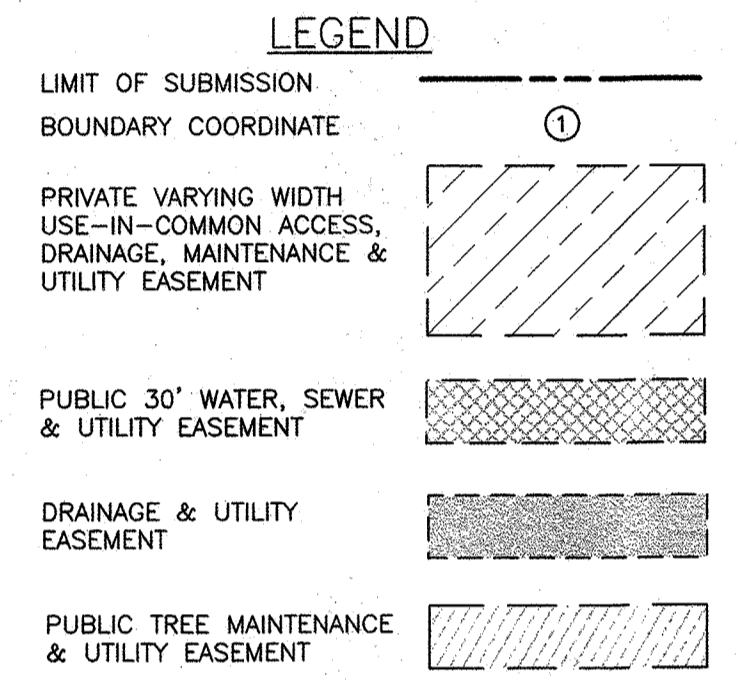 LEGEND
LIMIT OF SUBMISSION
BOUNDARY COORDINATE
1
PRIVATE VARYING WIDTH
USE-IN-COMMON ACCESS,
DRAINAGE, MAINTENANCE &
UTILITY EASEMENT
PUBLIC 30' WATER, SEWER
& UTILITY EASEMENT
DRAINAGE & UTILITY
EASEMENT
PUBLIC TREE MAINTENANCE
& UTILITY EASEMENT